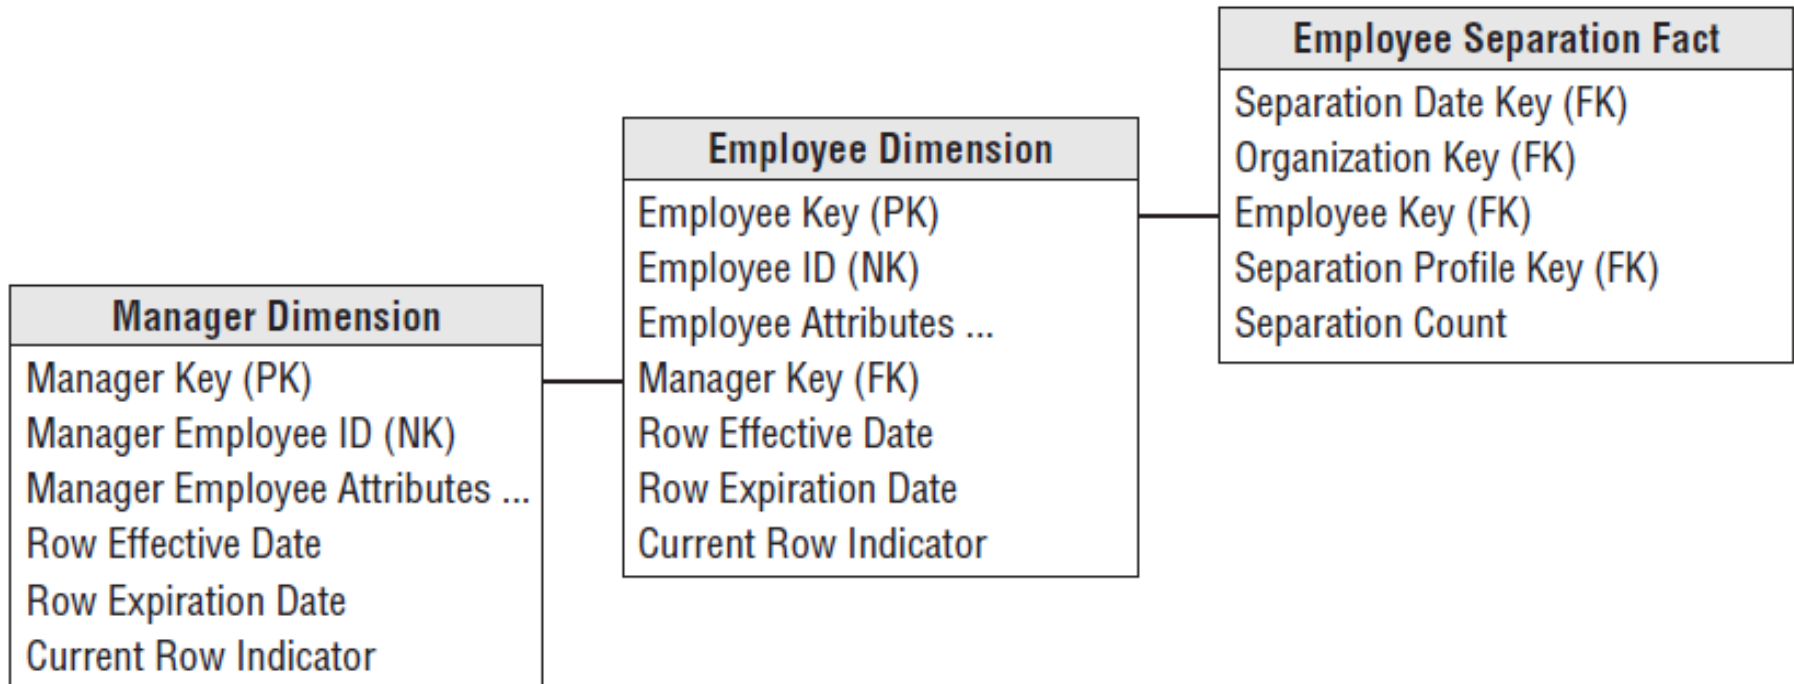 Manager Dimension
Manager Key (PK)
Manager Employee ID (NK)
Manager Employee Attributes ...
Row Effective Date
Row Expiration Date
Current Row Indicator
Employee Dimension
Employee Key (PK)
Employee ID (NK)
Employee Attributes ...
Manager Key (FK)
Row Effective Date
Row Expiration Date
Current Row Indicator
Employee Separation Fact
Separation Date Key (FK)
Organization Key (FK)
Employee Key (FK)
Separation Profile Key (FK)
Separation Count